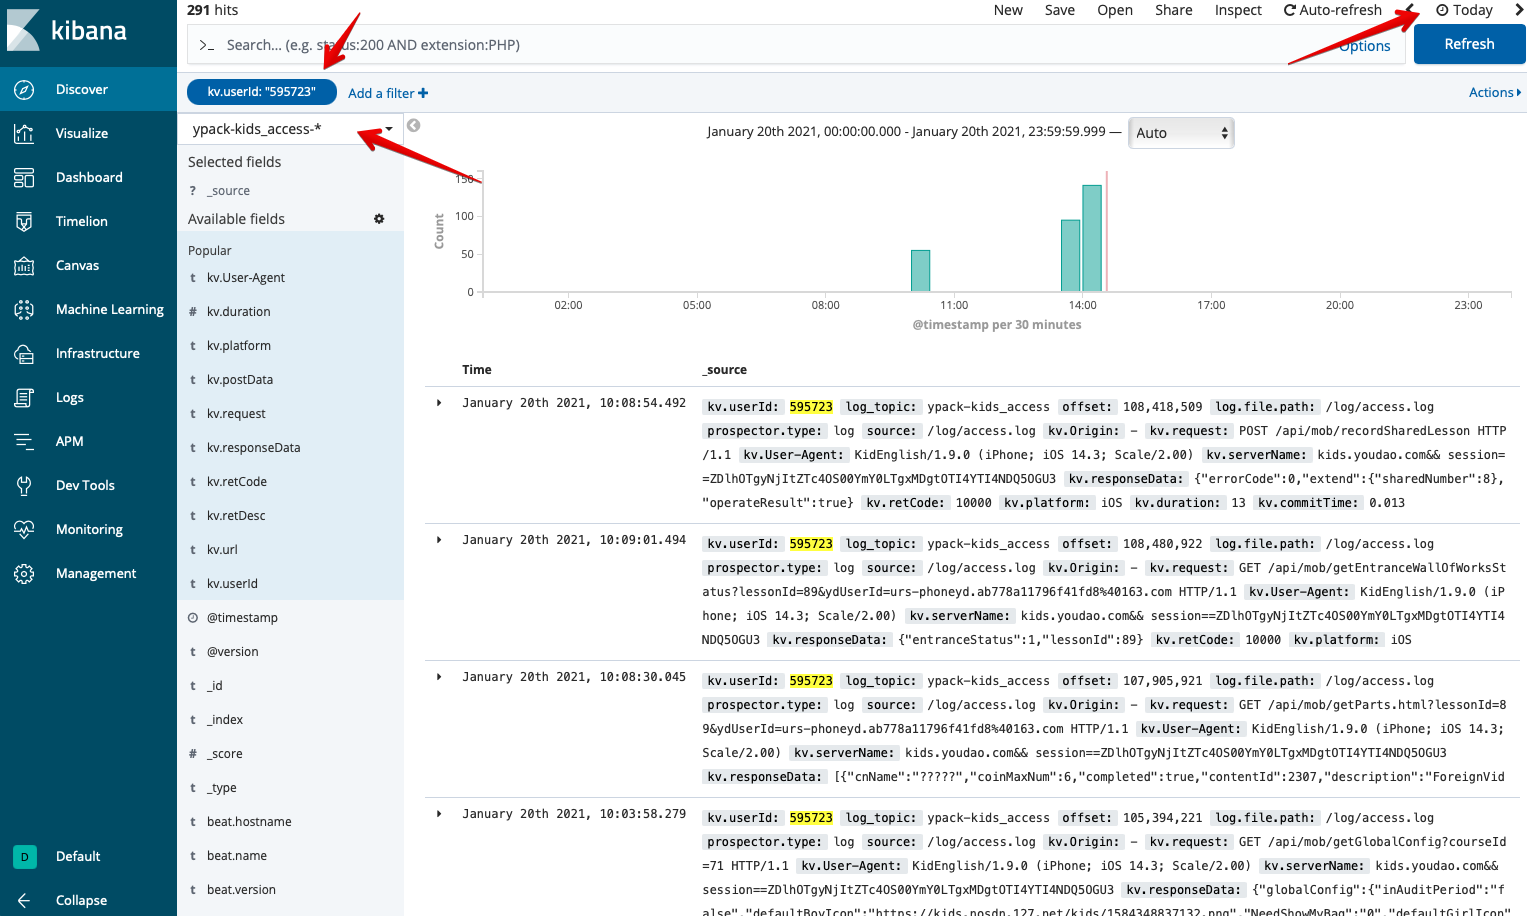 291 hits
New Save Open Share Inspect Auto-refresh Today
kibana
>_ Search... (e.g. status:200 AND extension:PHP) Options Refresh
kv.userId: "595723" Add a filter + Actions
Discover
Visualize
Dashboard
Timelion
Canvas
Machine Learning
Infrastructure
Logs
APM
Dev Tools
Monitoring
Management
D Default
Collapse
ypack-kids_access-*
Selected fields
? _source
Available fields
Popular
t kv.User-Agent
# kv.duration
t kv.platform
t kv.postData
t kv.request
t kv.responseData
t kv.retCode
t kv.retDesc
t kv.url
t kv.userId
@timestamp
t @version
t _id
t _index
# _score
t _type
t beat.hostname
t beat.name
t beat.version
January 20th 2021, 00:00:00.000 - January 20th 2021, 23:59:59.999 — Auto
Count
150
100
50
0
02:00 05:00 08:00 11:00 14:00 17:00 20:00 23:00
@timestamp per 30 minutes
Time _source
January 20th 2021, 10:08:54.492 kv.userId: 595723 log_topic: ypack-kids_access offset: 108,418,509 log.file.path: /log/access.log
prospector.type: log source: /log/access.log kv.Origin: – kv.request: POST /api/mob/recordSharedLesson HTTP
/1.1 kv.User-Agent: KidEnglish/1.9.0 (iPhone; iOS 14.3; Scale/2.00) kv.serverName: kids.youdao.com&& session=
=ZDlhOTgyNjItZTc4OS00YmY0LTgxMDgtOTI4YTI4NDQ5OGU3 kv.responseData: {"errorCode":0,"extend":{"sharedNumber":8},
"operateResult":true} kv.retCode: 10000 kv.platform: iOS kv.duration: 13 kv.commitTime: 0.013
January 20th 2021, 10:09:01.494 kv.userId: 595723 log_topic: ypack-kids_access offset: 108,480,922 log.file.path: /log/access.log
prospector.type: log source: /log/access.log kv.Origin: – kv.request: GET /api/mob/getEntranceWallOfWorksSt
atus?lessonId=89&ydUserId=urs-phoneyd.ab778a11796f41fd8%40163.com HTTP/1.1 kv.User-Agent: KidEnglish/1.9.0 (iP
hone; iOS 14.3; Scale/2.00) kv.serverName: kids.youdao.com&& session==ZDlhOTgyNjItZTc4OS00YmY0LTgxMDgtOTI4YTI4
NDQ5OGU3 kv.responseData: {"entranceStatus":1,"lessonId":89} kv.retCode: 10000 kv.platform: iOS
January 20th 2021, 10:08:30.045 kv.userId: 595723 log_topic: ypack-kids_access offset: 107,905,921 log.file.path: /log/access.log
prospector.type: log source: /log/access.log kv.Origin: – kv.request: GET /api/mob/getParts.html?lessonId=8
9&ydUserId=urs-phoneyd.ab778a11796f41fd8%40163.com HTTP/1.1 kv.User-Agent: KidEnglish/1.9.0 (iPhone; iOS 14.3;
Scale/2.00) kv.serverName: kids.youdao.com&& session==ZDlhOTgyNjItZTc4OS00YmY0LTgxMDgtOTI4YTI4NDQ5OGU3
kv.responseData: [{"cnName":"?????","coinMaxNum":6,"completed":true,"contentId":2307,"description":"ForeignVid
January 20th 2021, 10:03:58.279 kv.userId: 595723 log_topic: ypack-kids_access offset: 105,394,221 log.file.path: /log/access.log
prospector.type: log source: /log/access.log kv.Origin: – kv.request: GET /api/mob/getGlobalConfig?courseId
=71 HTTP/1.1 kv.User-Agent: KidEnglish/1.9.0 (iPhone; iOS 14.3; Scale/2.00) kv.serverName: kids.youdao.com&&
session==ZDlhOTgyNjItZTc4OS00YmY0LTgxMDgtOTI4YTI4NDQ5OGU3 kv.responseData: {"globalConfig":{"inAuditPeriod":"f
alse","defaultBoyIcon":"https://kids.nosdn.127.net/kids/1584348837132.png","NeedShowMyBag":"0","defaultGirlIcon"